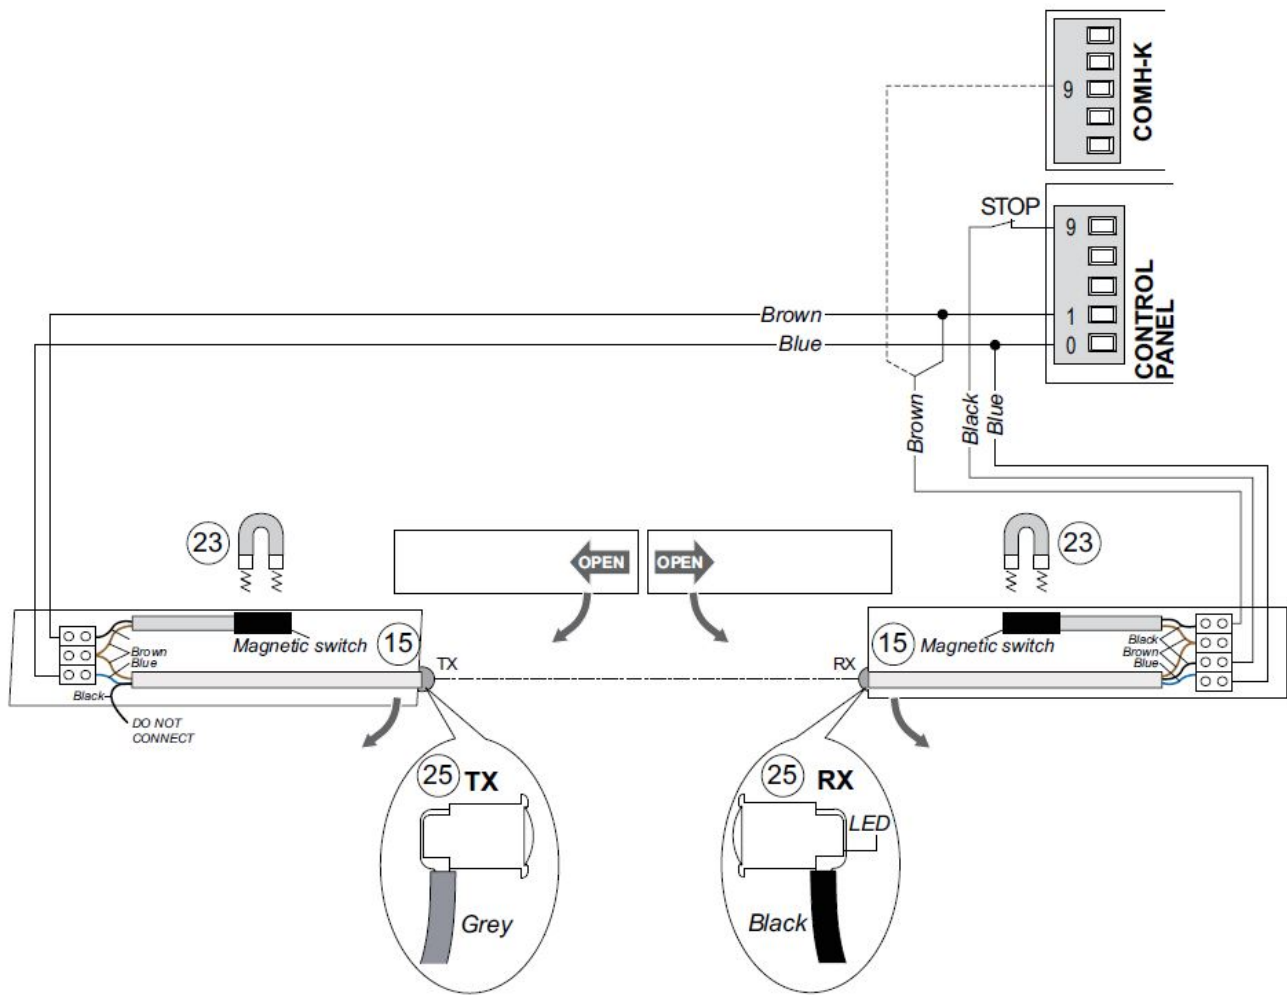 9
COMH-K
STOP
9
1
0
CONTROL
PANEL
Brown
Blue
Brown
Black
Blue
23
OPEN
OPEN
23
Magnetic switch
15
TX
Brown
Blue
Black
DO NOT
CONNECT
RX
15
Magnetic switch
Black
Brown
Blue
25
TX
Grey
25
RX
LED
Black